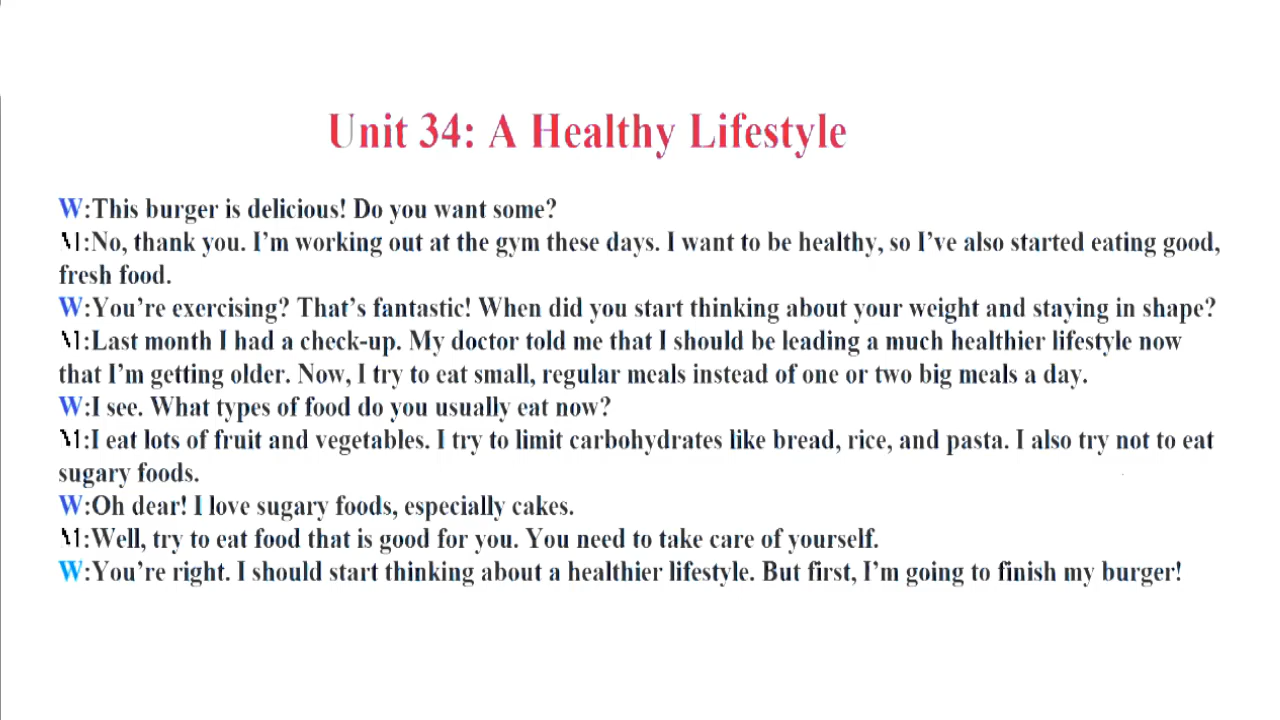 Unit 34: A Healthy Lifestyle
W:This burger is delicious! Do you want some?
M:No, thank you. I'm working out at the gym these days. I want to be healthy, so I've also started eating good,
fresh food.
W:You're exercising? That's fantastic! When did you start thinking about your weight and staying in shape?
M:Last month I had a check-up. My doctor told me that I should be leading a much healthier lifestyle now
that I'm getting older. Now, I try to eat small, regular meals instead of one or two big meals a day.
W:I see. What types of food do you usually eat now?
M:I eat lots of fruit and vegetables. I try to limit carbohydrates like bread, rice, and pasta. I also try not to eat
sugary foods.
W:Oh dear! I love sugary foods, especially cakes.
M:Well, try to eat food that is good for you. You need to take care of yourself.
W:You're right. I should start thinking about a healthier lifestyle. But first, I'm going to finish my burger!